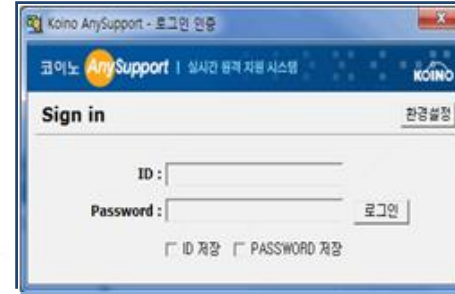 Koino AnySupport - 로그인 인증
코이노 AnySupport | 실시간 원격 지원 시스템
KOINO
Sign in
환경설정
ID :
Password :
로그인
ID 저장 PASSWORD 저장